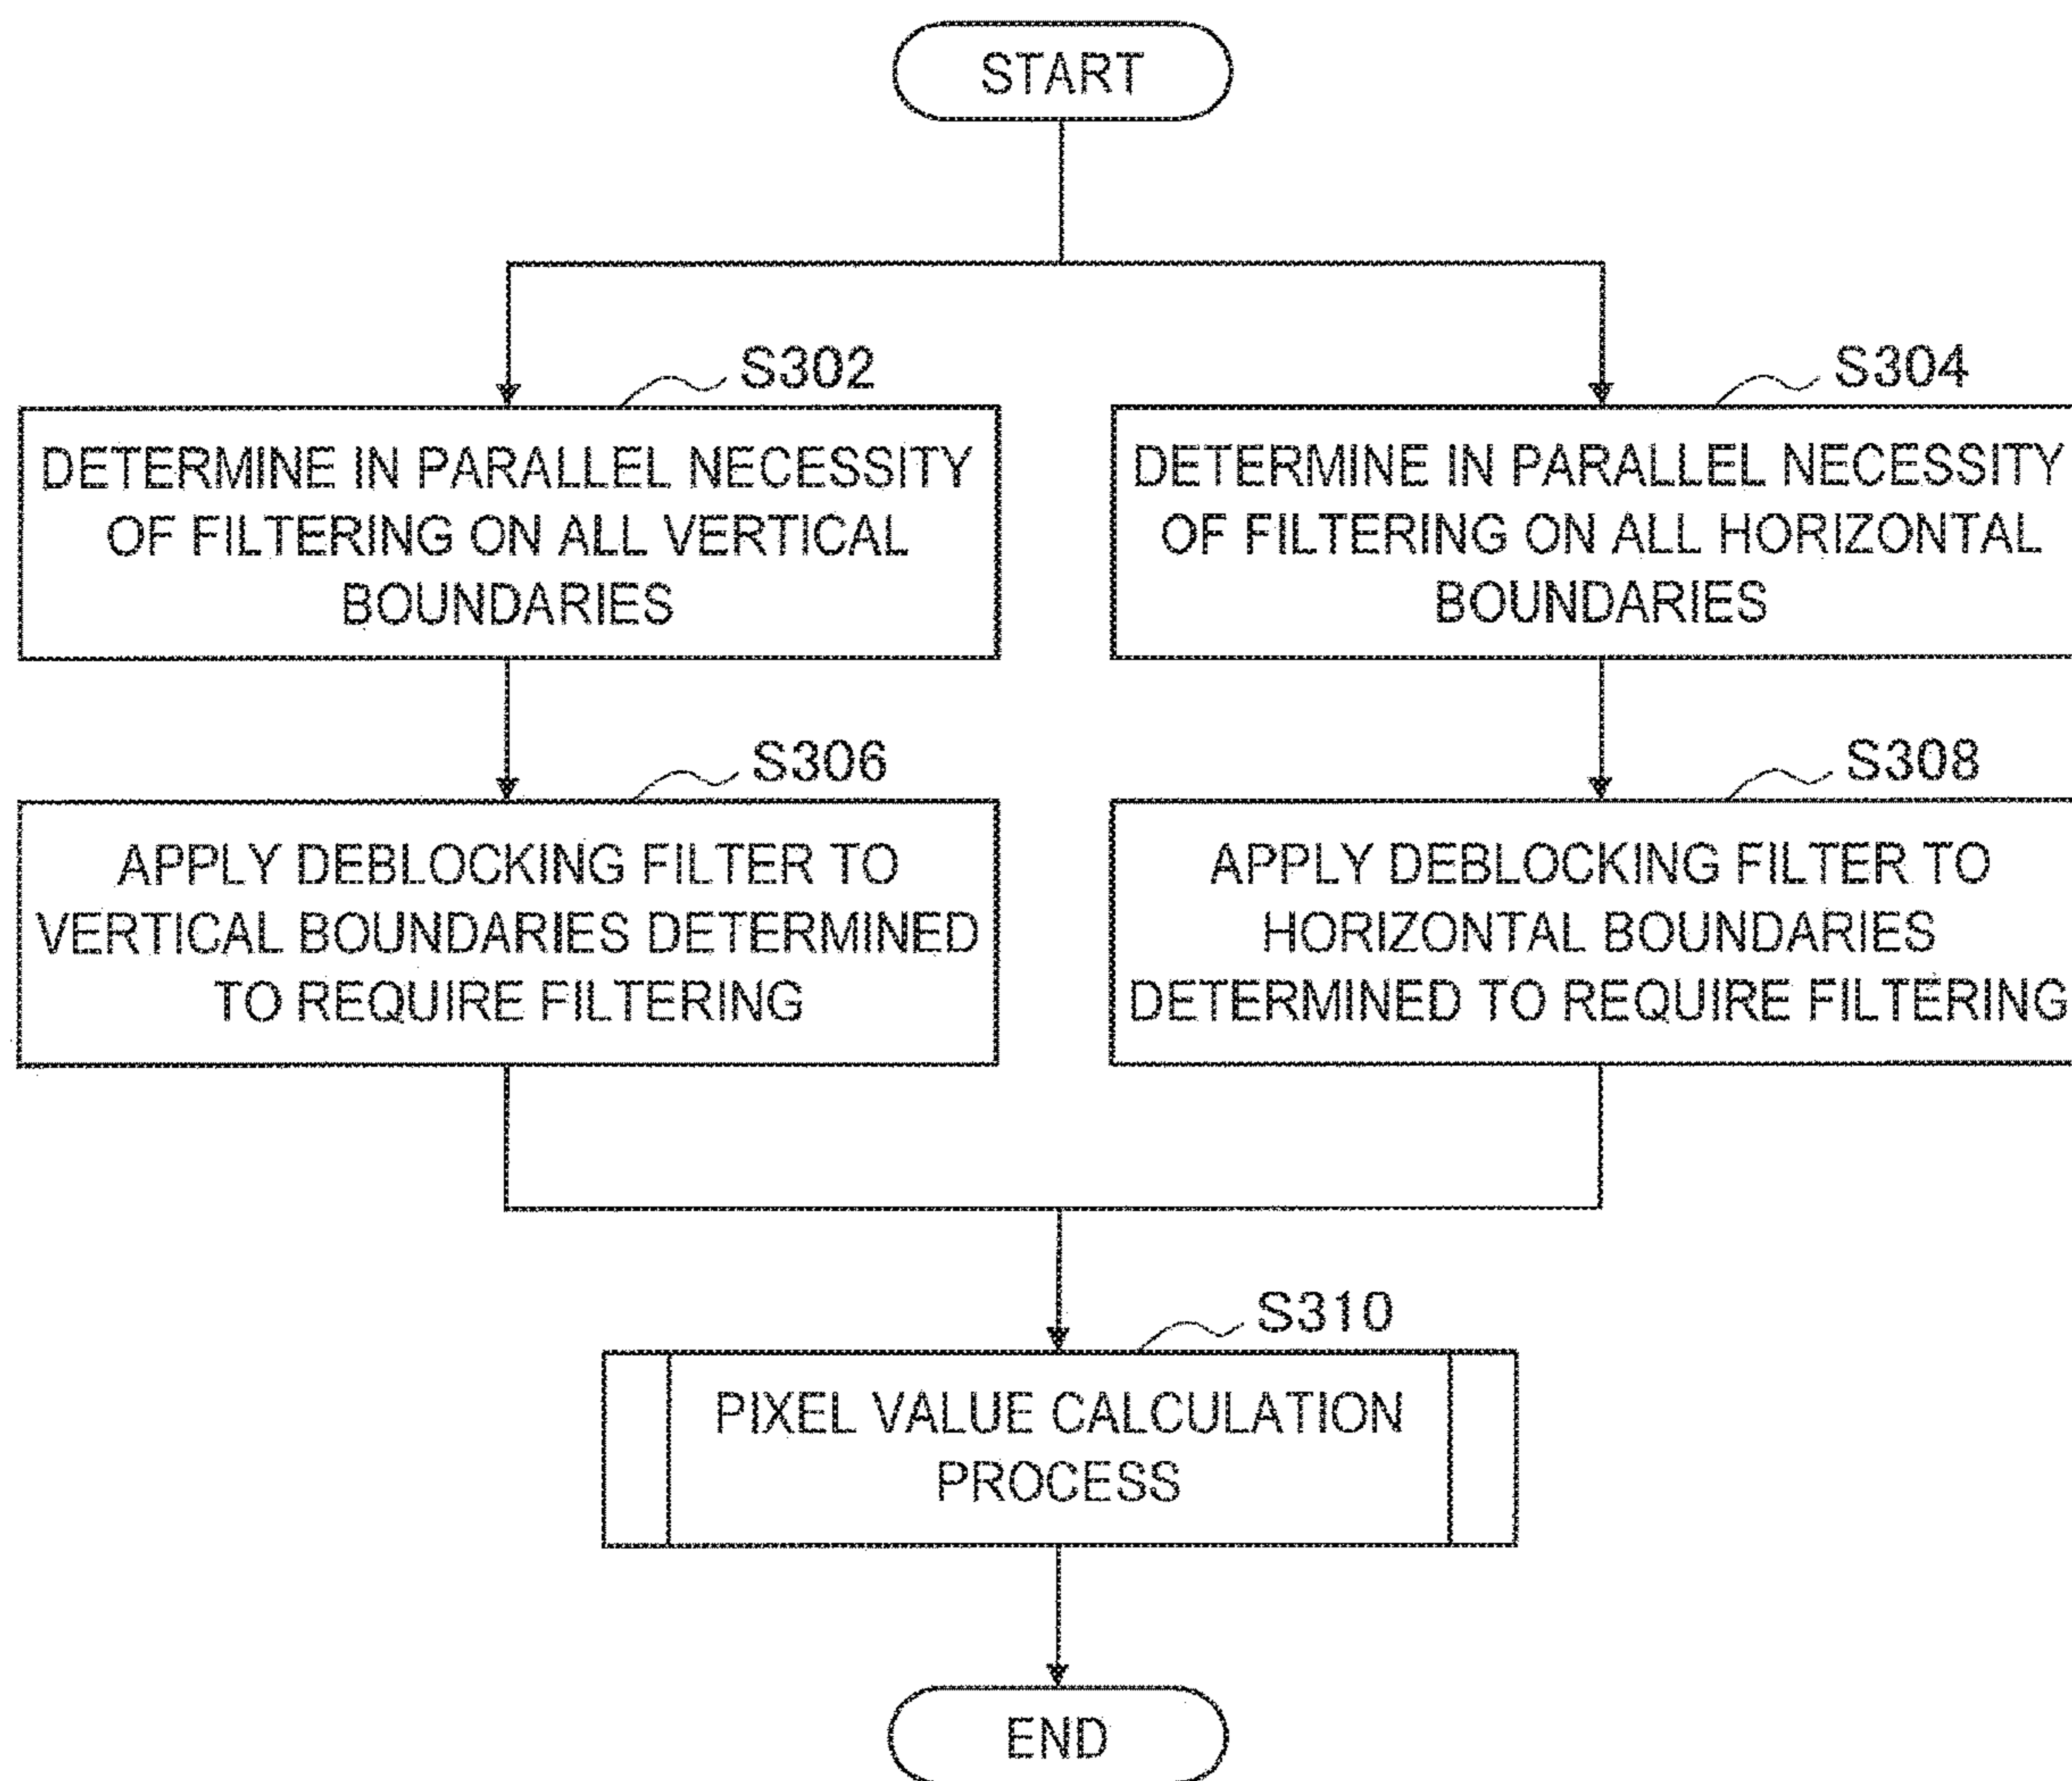 START
S302
DETERMINE IN PARALLEL NECESSITY
OF FILTERING ON ALL VERTICAL
BOUNDARIES
S304
DETERMINE IN PARALLEL NECESSITY
OF FILTERING ON ALL HORIZONTAL
BOUNDARIES
S306
APPLY DEBLOCKING FILTER TO
VERTICAL BOUNDARIES DETERMINED
TO REQUIRE FILTERING
S308
APPLY DEBLOCKING FILTER TO
HORIZONTAL BOUNDARIES
DETERMINED TO REQUIRE FILTERING
S310
PIXEL VALUE CALCULATION
PROCESS
END